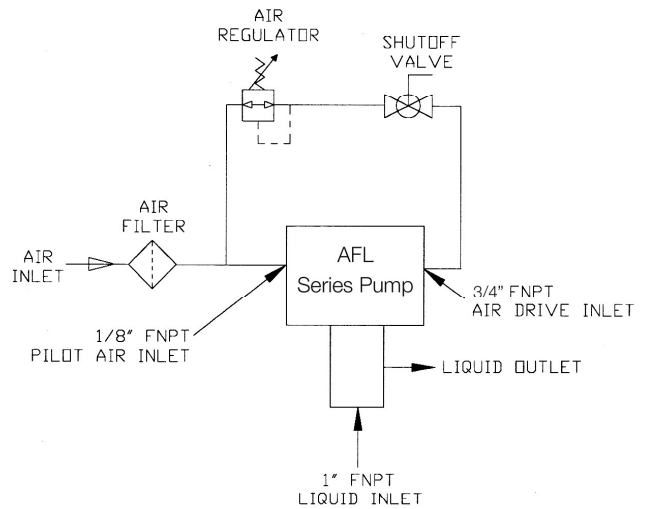 AIR
REGULATOR
SHUTOFF
VALVE
AIR
FILTER
AIR
INLET
AFL
Series Pump
3/4" FNPT
AIR DRIVE INLET
1/8" FNPT
PILOT AIR INLET
LIQUID OUTLET
1" FNPT
LIQUID INLET